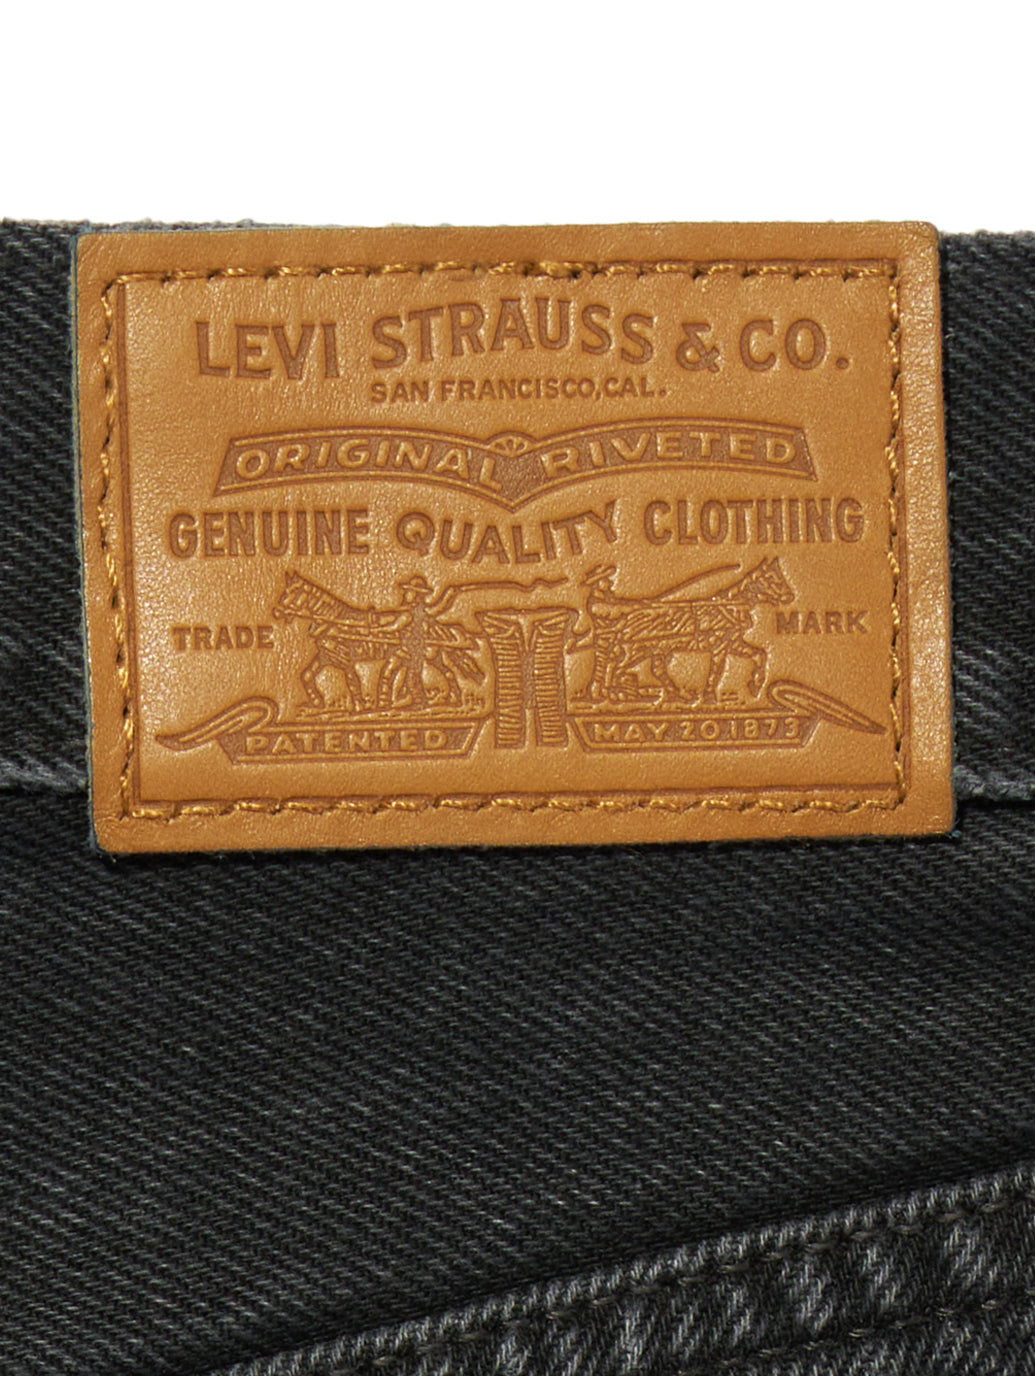 LEVI STRAUSS & CO.
SAN FRANCISCO, CAL.
ORIGINAL RIVETED
GENUINE QUALITY CLOTHING
TRADE MARK
PATENTED MAY 20.1873